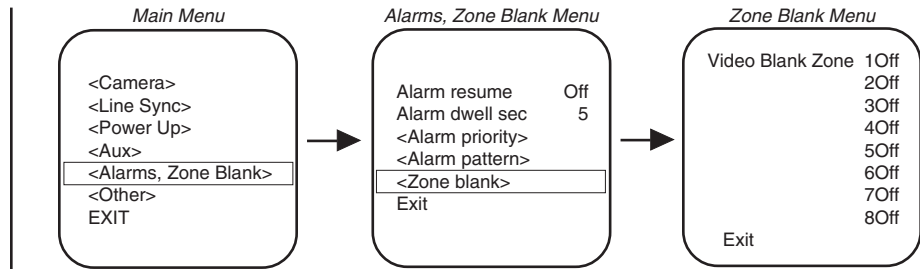 Main Menu
<Camera>
<Line Sync>
<Power Up>
<Aux>
<Alarms, Zone Blank>
<Other>
EXIT
Alarms, Zone Blank Menu
Alarm resume Off
Alarm dwell sec 5
<Alarm priority>
<Alarm pattern>
<Zone blank>
Exit
Zone Blank Menu
Video Blank Zone 1Off
2Off
3Off
4Off
5Off
6Off
7Off
8Off
Exit